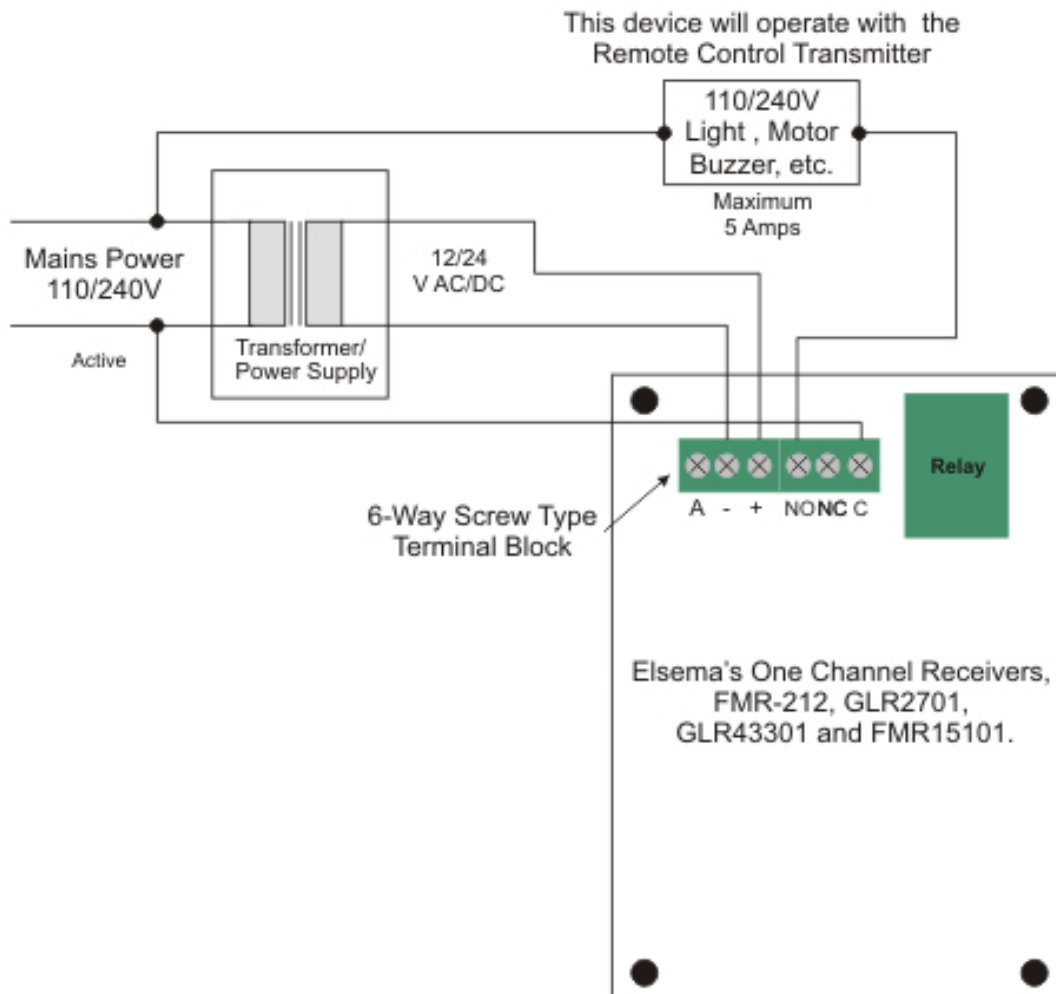 This device will operate with the
Remote Control Transmitter
110/240V
Light , Motor
Buzzer, etc.
Maximum
5 Amps
Mains Power
110/240V
12/24
V AC/DC
Active
Transformer/
Power Supply
Relay
A - + NO NC C
6-Way Screw Type
Terminal Block
Elsema's One Channel Receivers,
FMR-212, GLR2701,
GLR43301 and FMR15101.